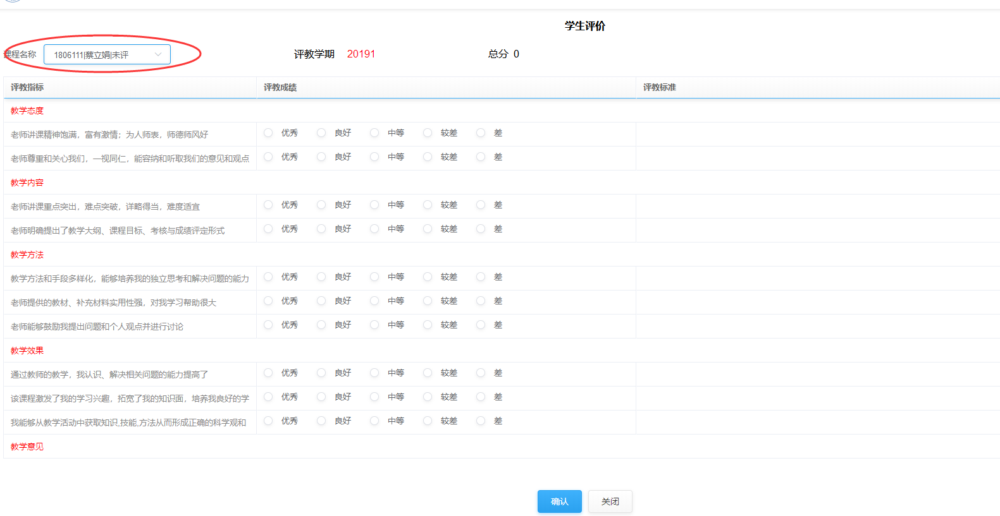 学生评价
课程名称 1806111|蔡立娟|未评 评教学期 20191 总分 0
评教指标 评教成绩 评教标准
教学态度
老师讲课精神饱满，富有激情；为人师表，师德师风好 优秀 良好 中等 较差 差
老师尊重和关心我们，一视同仁，能容纳和听取我们的意见和观点 优秀 良好 中等 较差 差
教学内容
老师讲课重点突出，难点突破，详略得当，难度适宜 优秀 良好 中等 较差 差
老师明确提出了教学大纲、课程目标、考核与成绩评定形式 优秀 良好 中等 较差 差
教学方法
教学方法和手段多样化，能够培养我的独立思考和解决问题的能力 优秀 良好 中等 较差 差
老师提供的教材、补充材料实用性强，对我学习帮助很大 优秀 良好 中等 较差 差
老师能够鼓励我提出问题和个人观点并进行讨论 优秀 良好 中等 较差 差
教学效果
通过教师的教学，我认识、解决相关问题的能力提高了 优秀 良好 中等 较差 差
该课程激发了我的学习兴趣，拓宽了我的知识面，培养我良好的学 优秀 良好 中等 较差 差
我能够从教学活动中获取知识,技能,方法从而形成正确的科学观和 优秀 良好 中等 较差 差
教学意见
确认 关闭